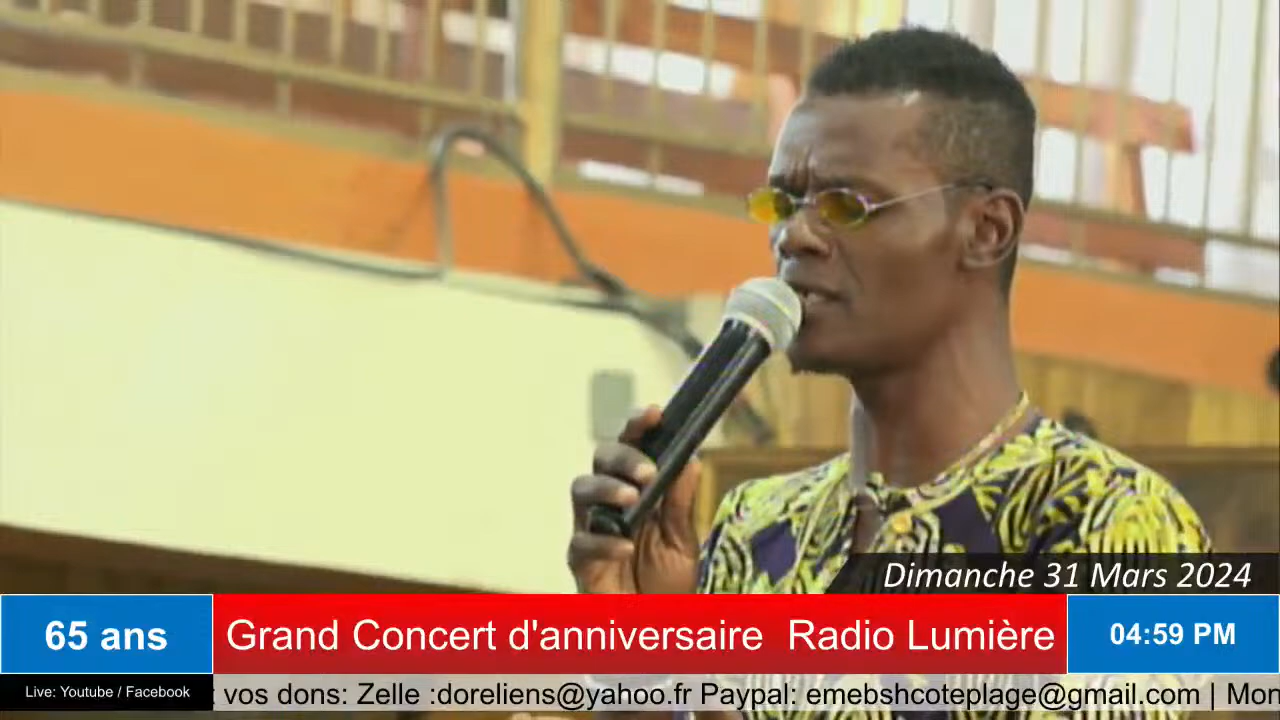 Dimanche 31 Mars 2024
65 ans
Grand Concert d'anniversaire Radio Lumière
04:59 PM
Live: Youtube / Facebook
vos dons: Zelle :doreliens@yahoo.fr Paypal: emebshcoteplage@gmail.com | Mon